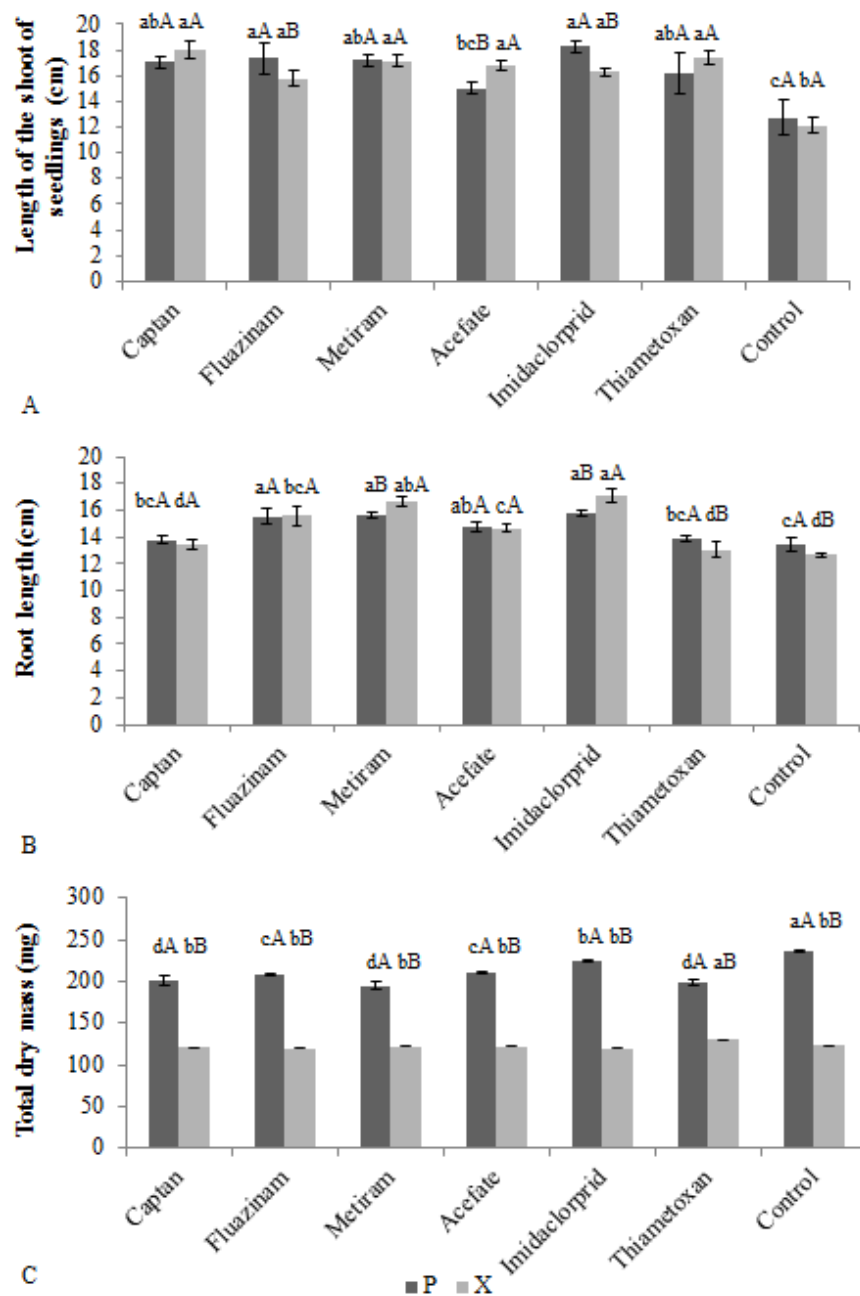 Length of the shoot of
seedlings (cm)
20
18
16
14
12
10
8
6
4
2
0
abA aA
aA aB
abA aA
bcB aA
aA aB
abA aA
cA bA
Captan
Fluazinam
Metiram
Acefate
Imidaclorprid
Thiametoxan
Control
A
Root length (cm)
20
18
16
14
12
10
8
6
4
2
0
bcA dA
aA bcA
aB abA
abA cA
aB aA
bcA dB
cA dB
Captan
Fluazinam
Metiram
Acefate
Imidaclorprid
Thiametoxan
Control
B
Total dry mass (mg)
300
250
200
150
100
50
0
dA bB
cA bB
dA bB
cA bB
bA bB
dA aB
aA bB
Captan
Fluazinam
Metiram
Acefate
Imidaclorprid
Thiametoxan
Control
C
P X